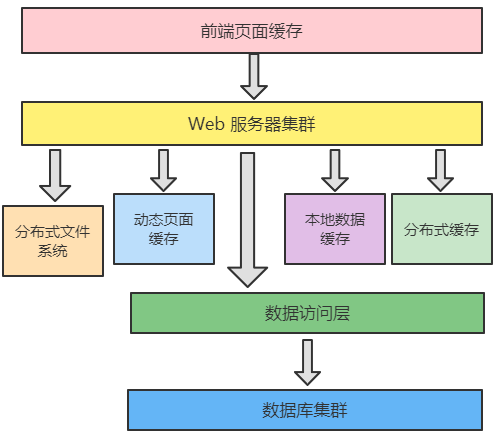 前端页面缓存
Web 服务器集群
分布式文件
系统
动态页面
缓存
本地数据
缓存
分布式缓存
数据访问层
数据库集群